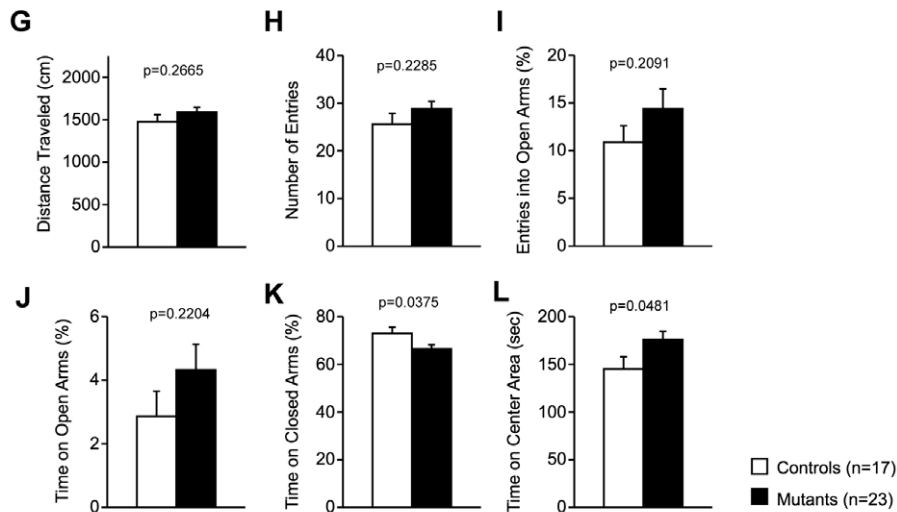 G
Distance Traveled (cm)
2000
1500
1000
500
0
p=0.2665
H
Number of Entries
40
30
20
10
0
p=0.2285
I
Entries into Open Arms (%)
20
15
10
5
0
p=0.2091
J
Time on Open Arms (%)
6
4
2
0
p=0.2204
K
Time on Closed Arms (%)
80
60
40
20
0
p=0.0375
L
Time on Center Area (sec)
200
150
100
50
0
p=0.0481
Controls (n=17)
Mutants (n=23)